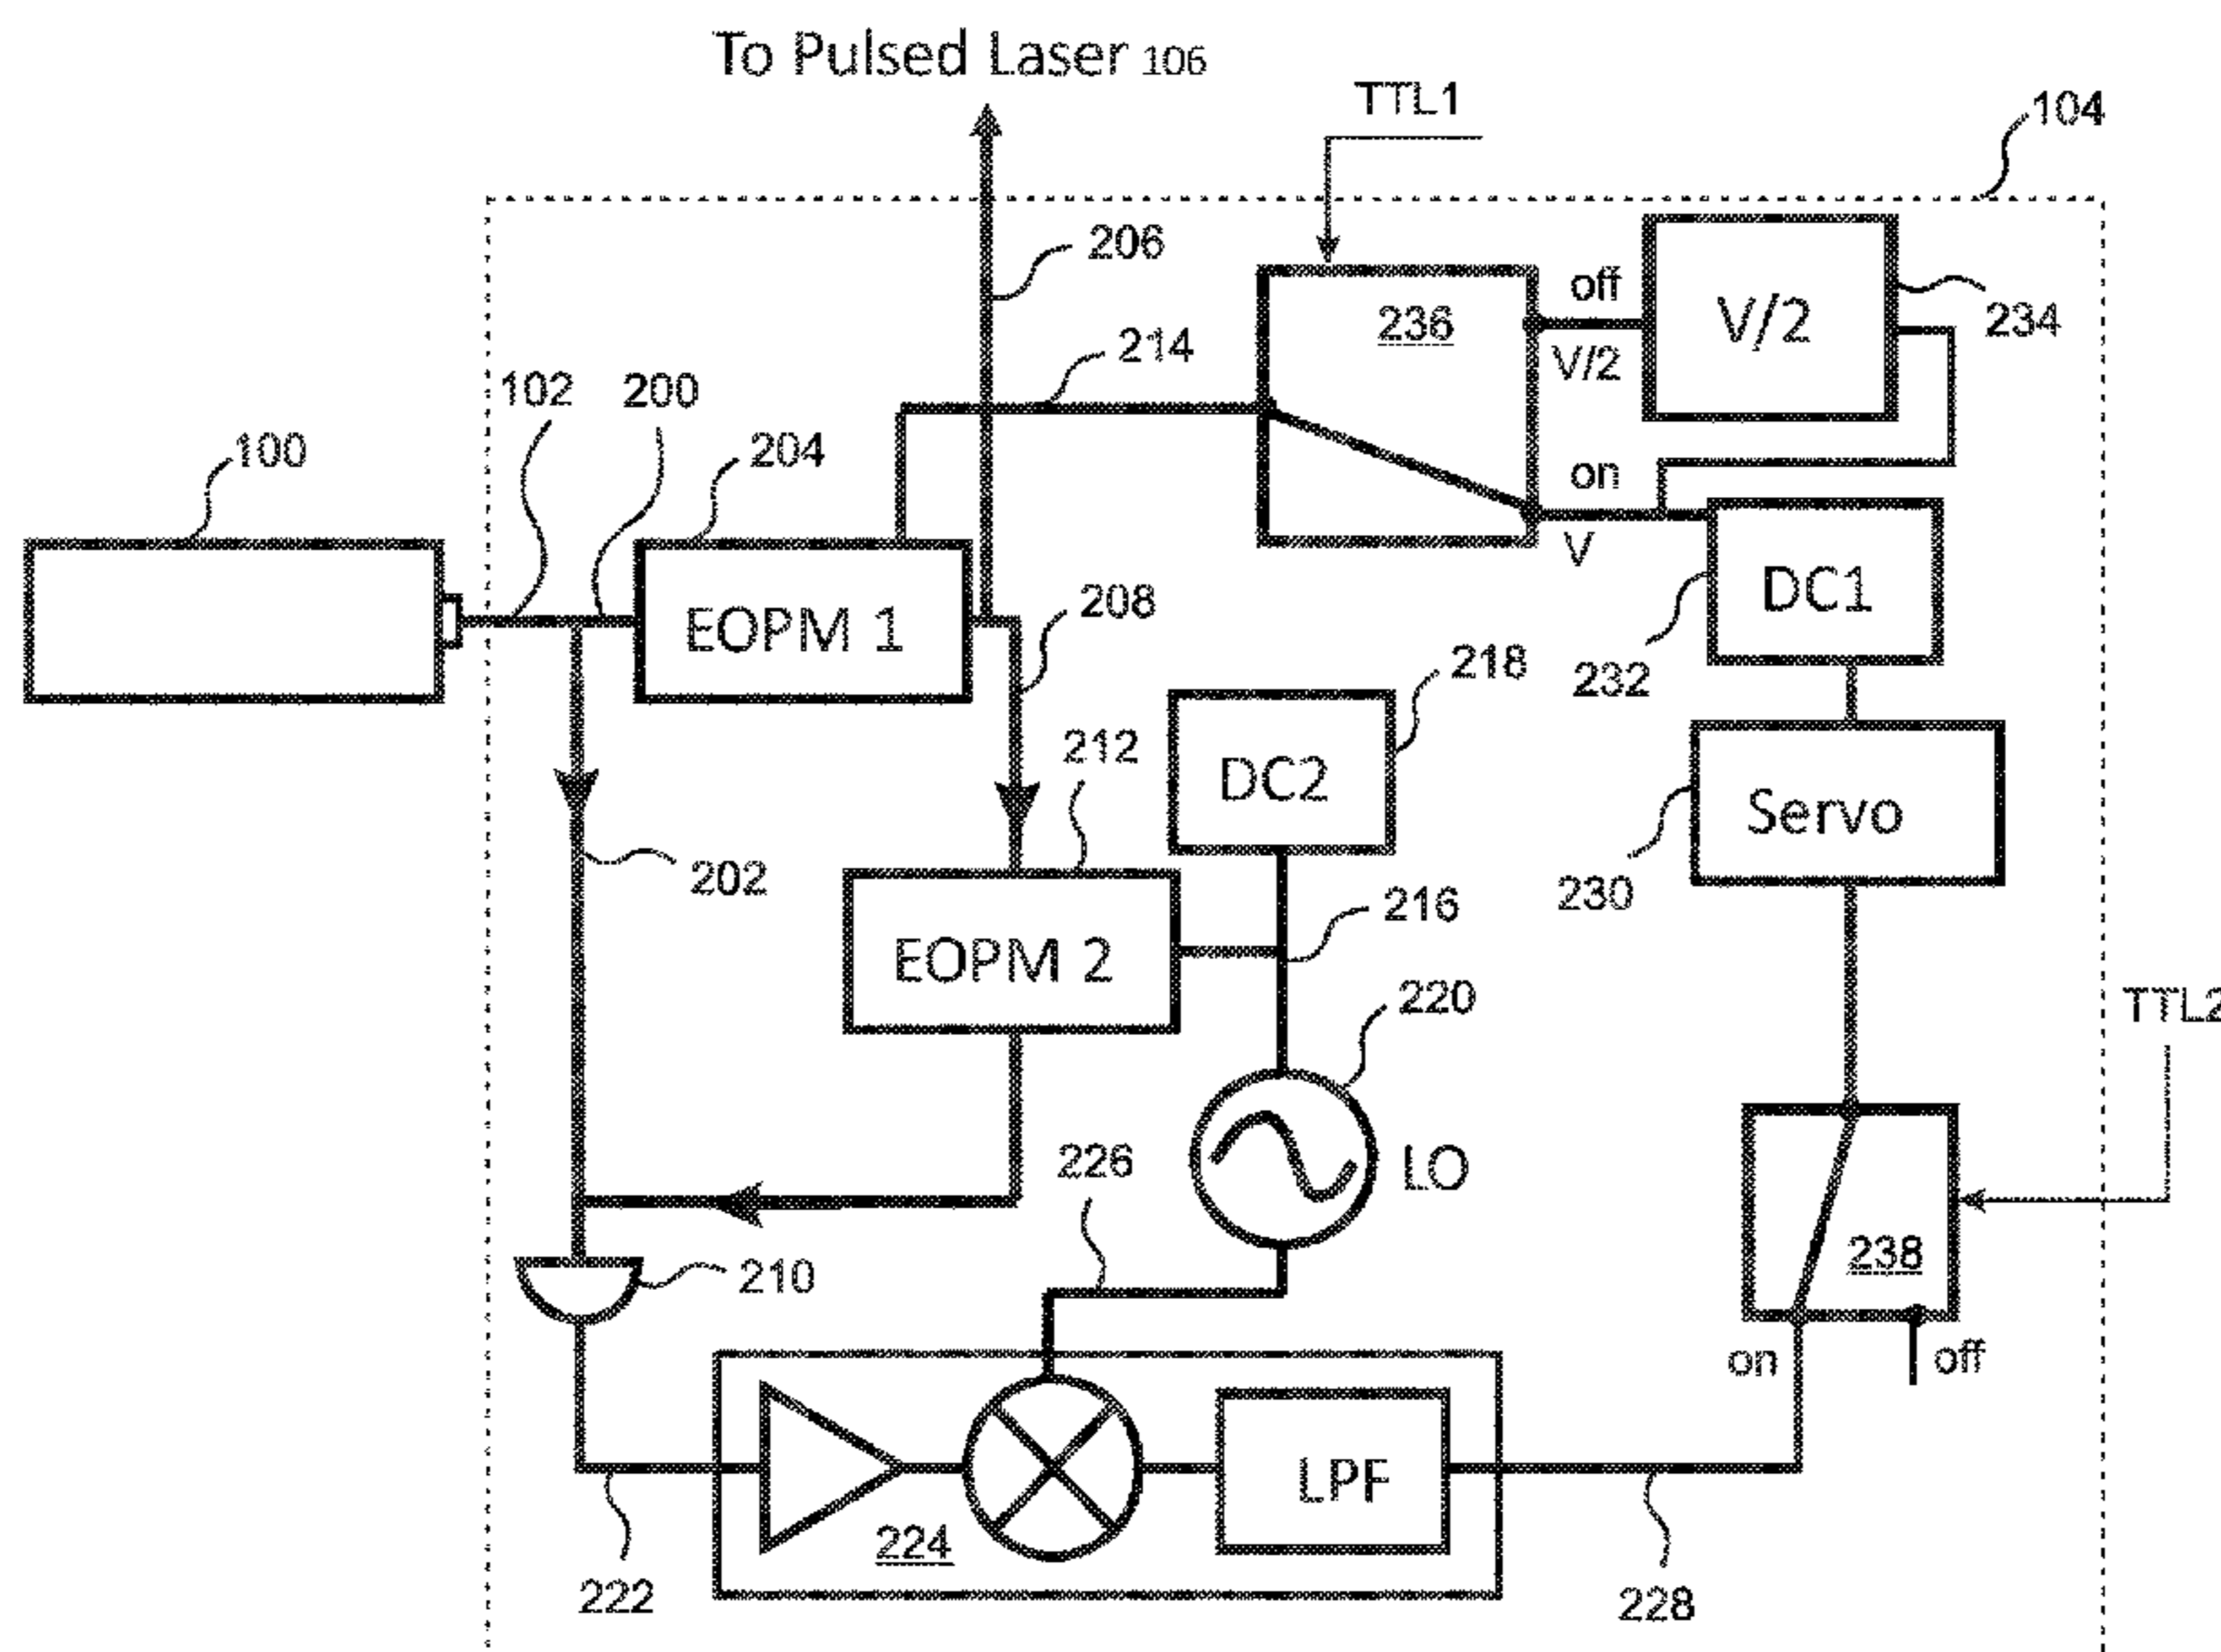 To Pulsed Laser 106
TTL1
104
206
off
V/2
234
236
V/2
214
102
200
100
204
on
V
DC1
EOPM 1
208
232
218
212
DC2
Servo
202
230
216
EOPM 2
220
TTL2
226
LO
238
210
on
off
LPF
224
222
228